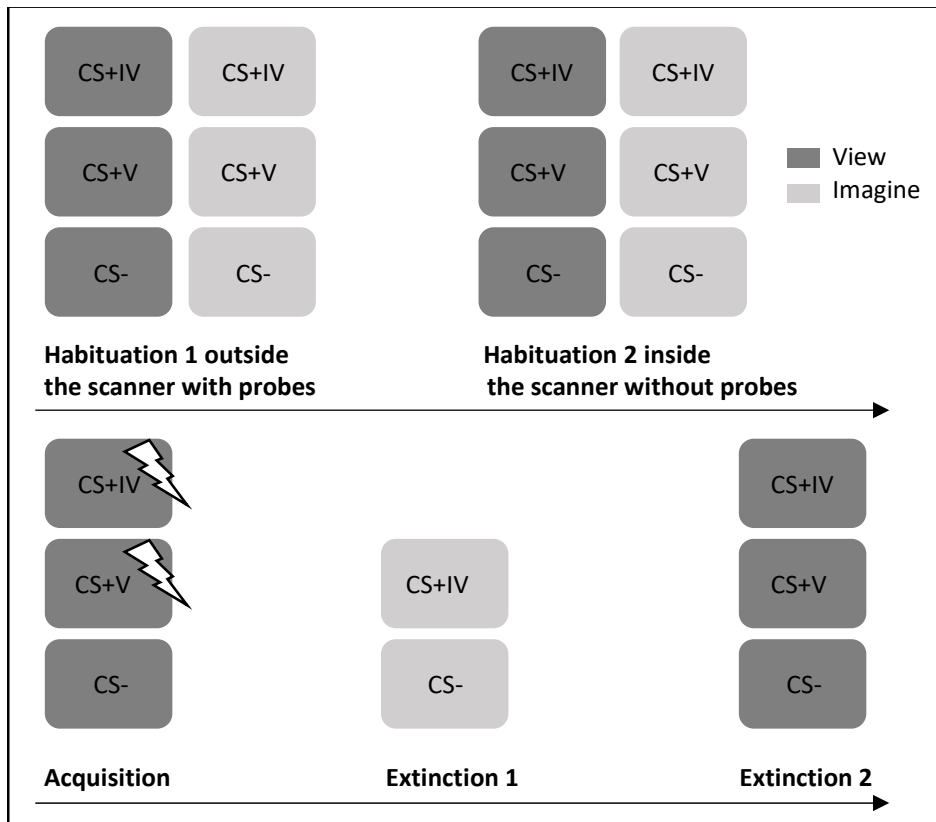 CS+IV CS+IV CS+IV CS+IV
CS+V CS+V CS+V CS+V
View
Imagine
CS- CS- CS- CS-
Habituation 1 outside
the scanner with probes
Habituation 2 inside
the scanner without probes
CS+IV CS+IV
CS+V CS+IV CS+V
CS- CS- CS-
Acquisition Extinction 1 Extinction 2